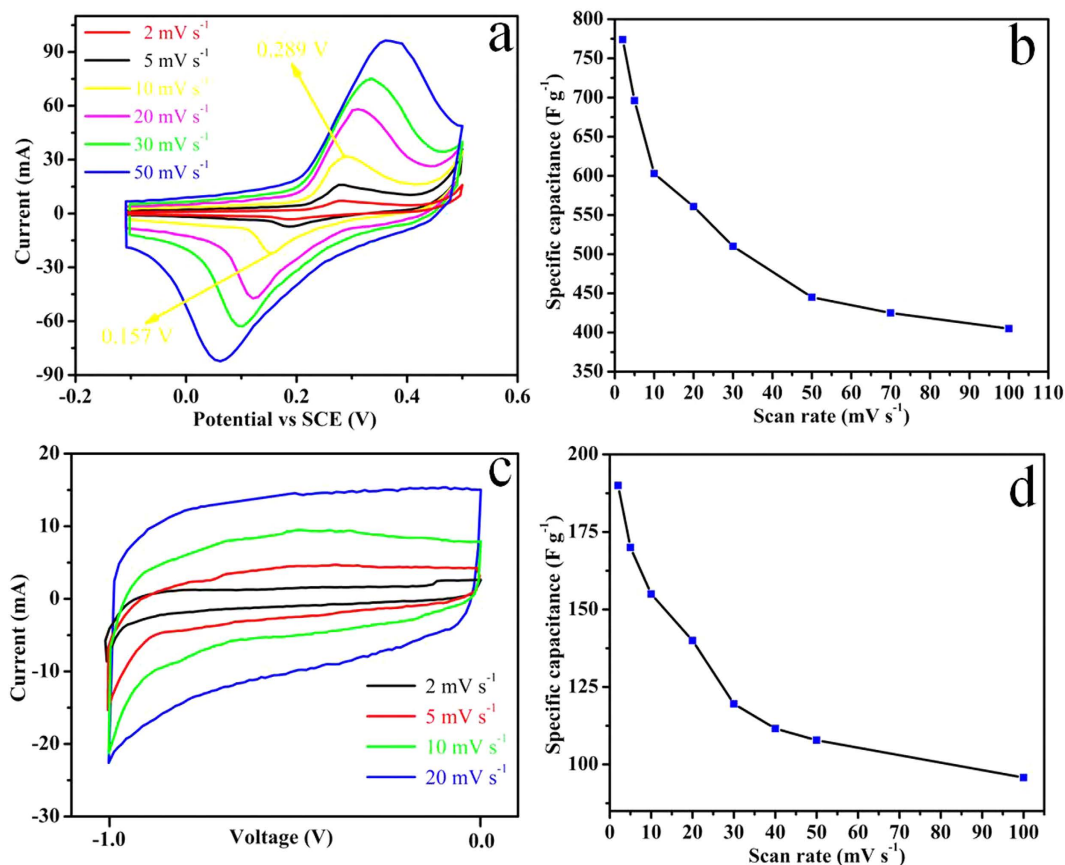 a
2 mV s⁻¹
5 mV s⁻¹
10 mV s⁻¹
20 mV s⁻¹
30 mV s⁻¹
50 mV s⁻¹
0.289 V
0.157 V
90
60
30
0
-30
-60
-90
Current (mA)
-0.2 0.0 0.2 0.4 0.6
Potential vs SCE (V)
b
800
750
700
650
600
550
500
450
400
350
Specific capacitance (F g⁻¹)
0 10 20 30 40 50 60 70 80 90 100 110
Scan rate (mV s⁻¹)
c
20
10
0
-10
-20
-30
Current (mA)
2 mV s⁻¹
5 mV s⁻¹
10 mV s⁻¹
20 mV s⁻¹
-1.0 0.0
Voltage (V)
d
200
175
150
125
100
Specific capacitance (F g⁻¹)
0 10 20 30 40 50 60 70 80 90 100
Scan rate (mV s⁻¹)